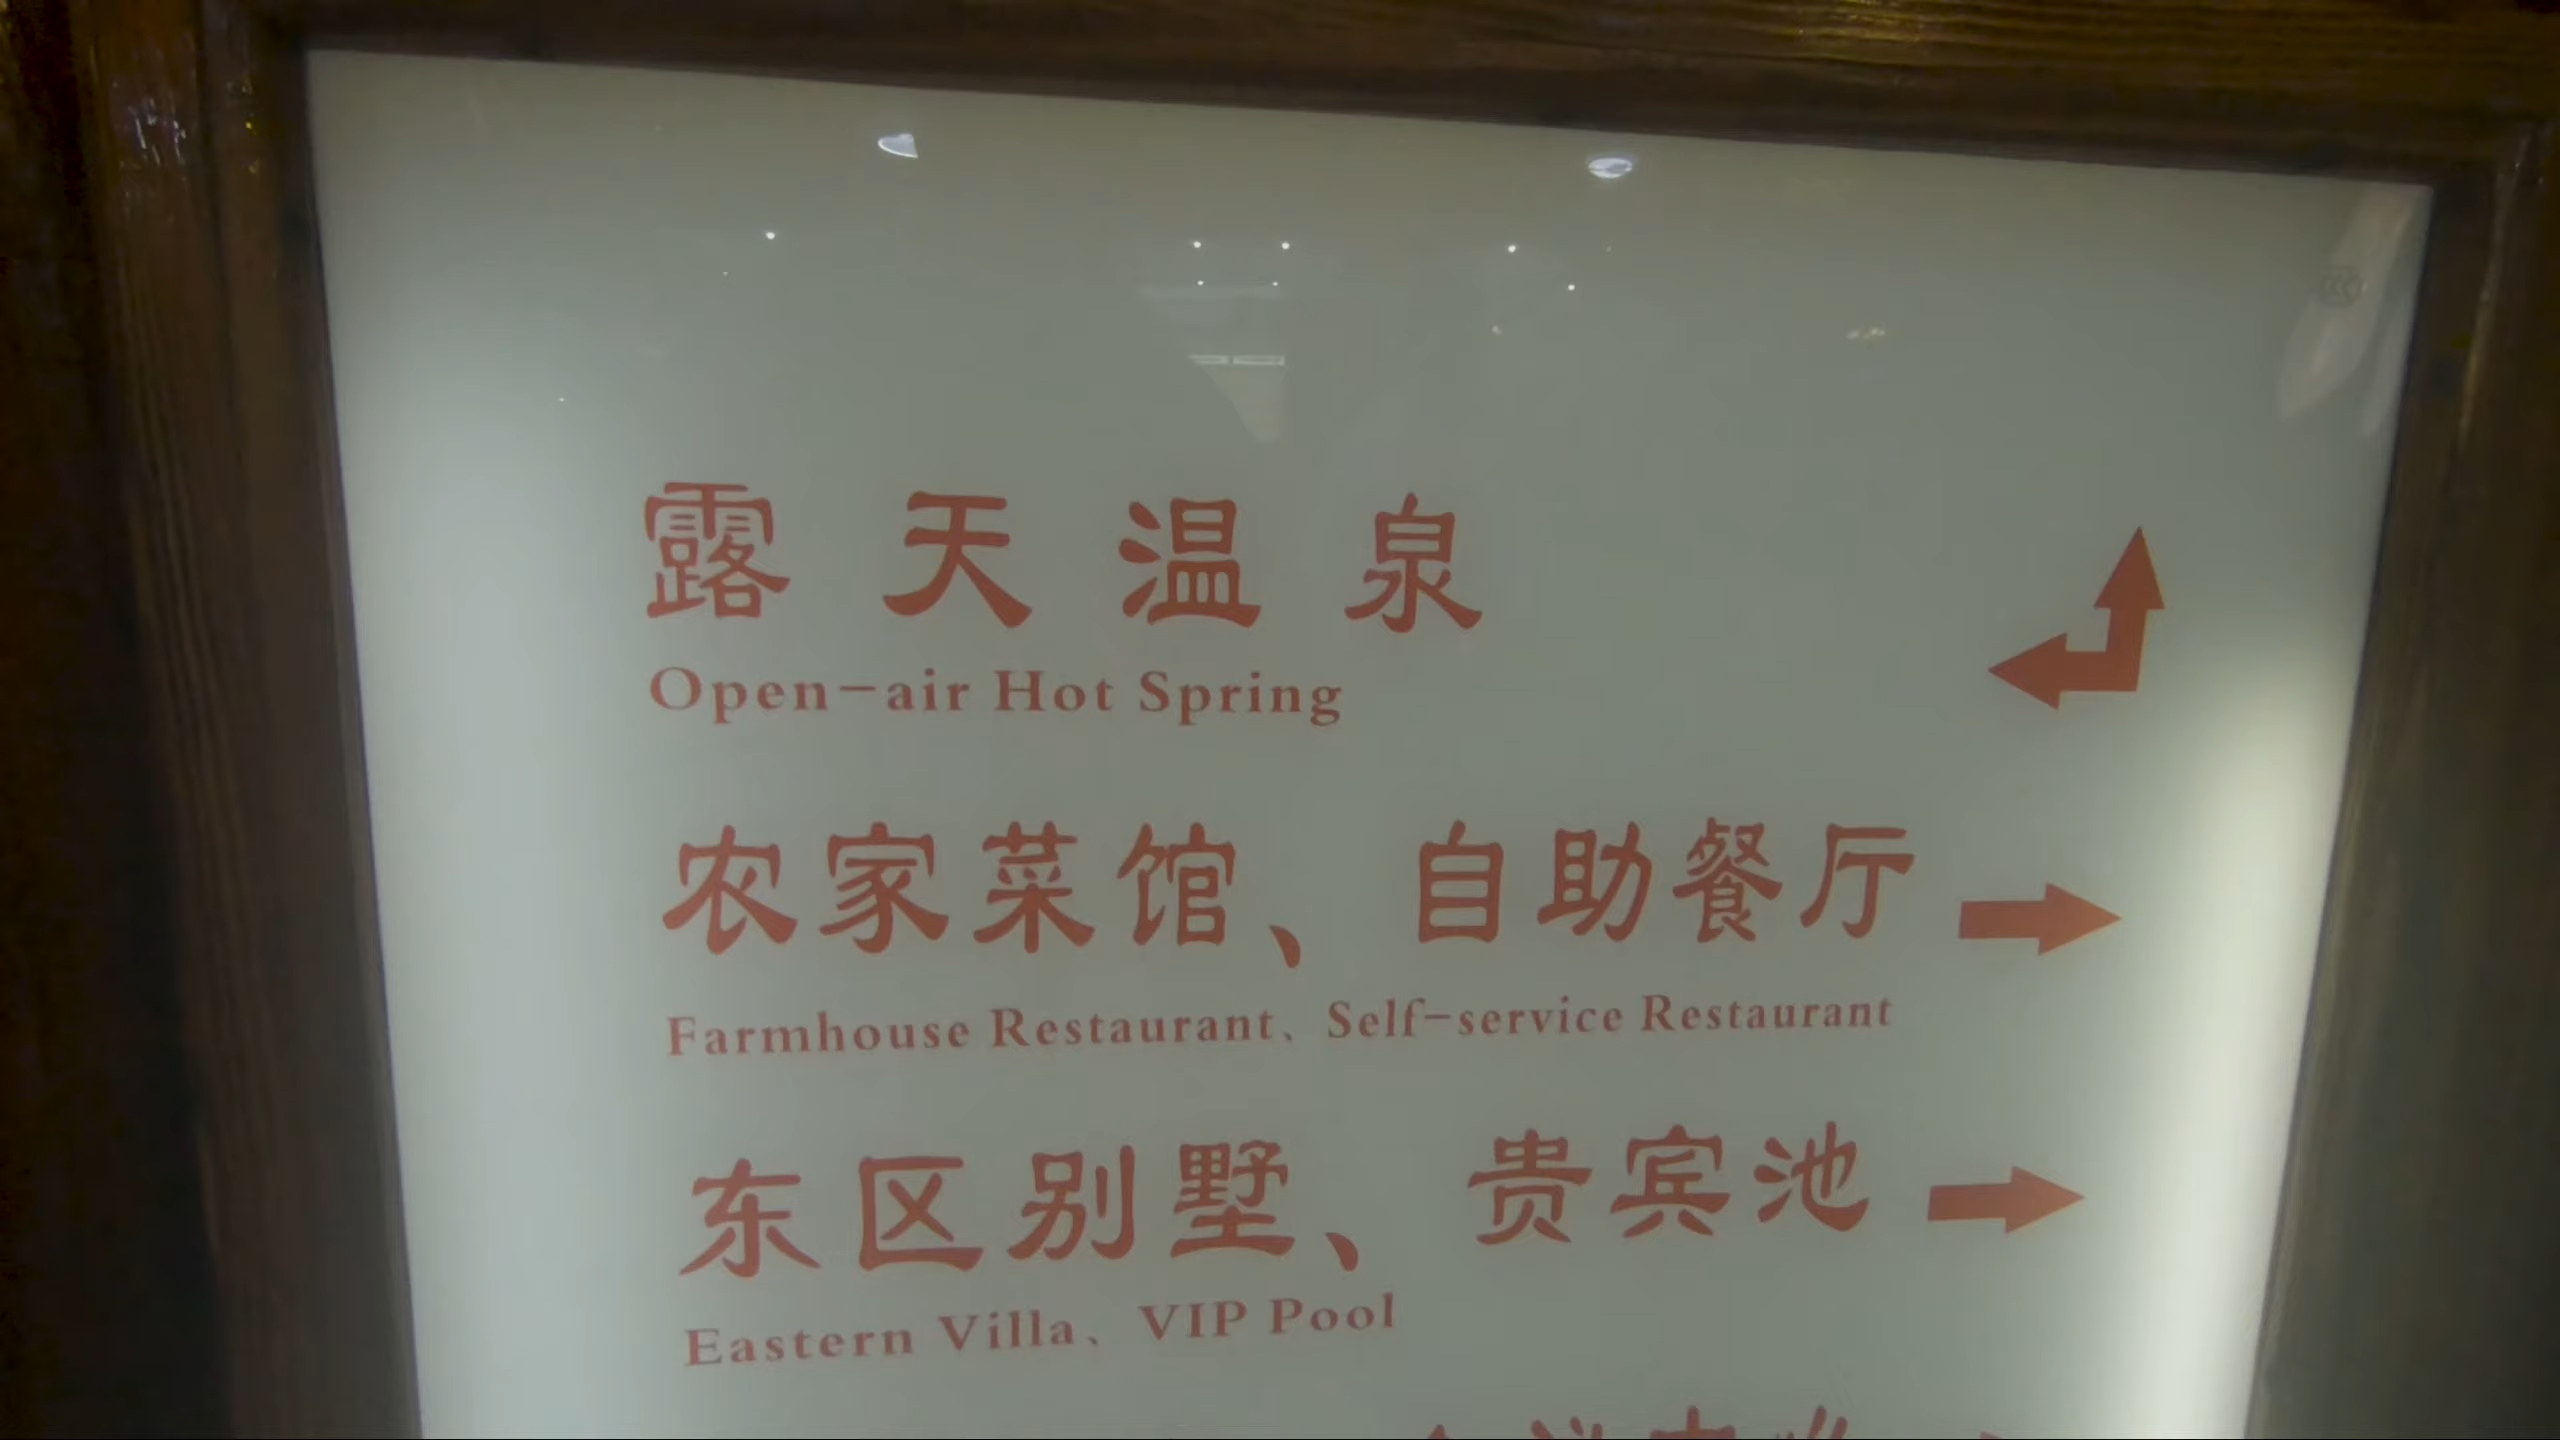 露天温泉
Open-air Hot Spring
农家菜馆、自助餐厅
Farmhouse Restaurant、Self-service Restaurant
东区别墅、贵宾池
Eastern Villa、VIP Pool